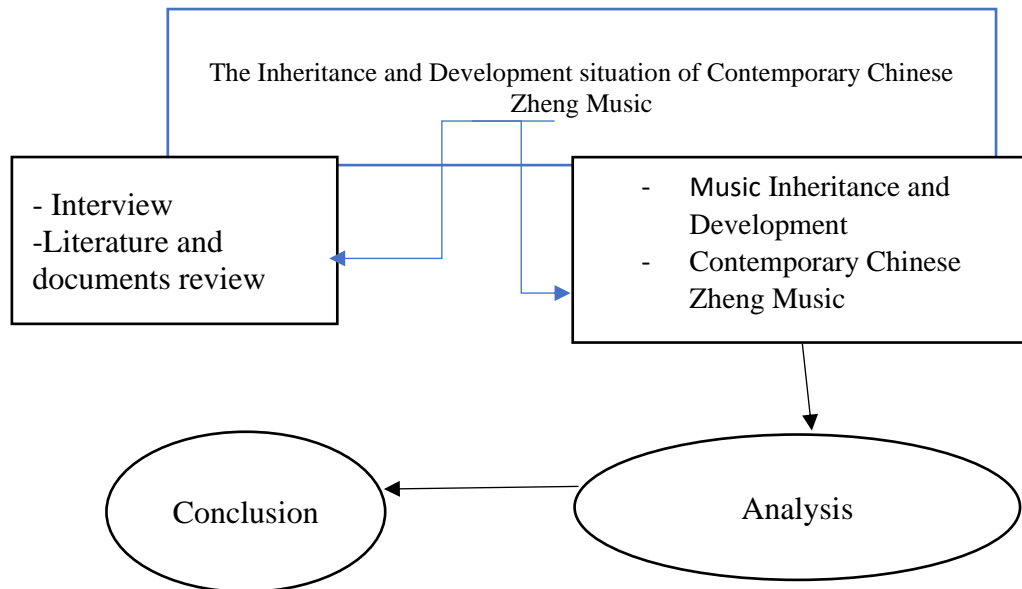 The Inheritance and Development situation of Contemporary Chinese
Zheng Music
- Interview
-Literature and
documents review
- Music Inheritance and
Development
- Contemporary Chinese
Zheng Music
Conclusion
Analysis